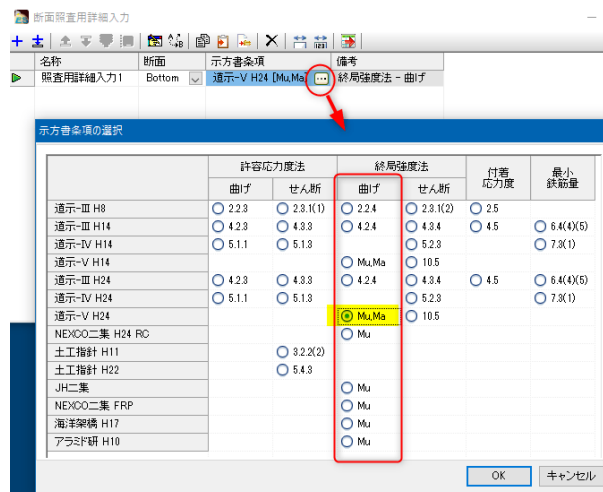 断面照査用詳細入力
名称 断面 示方書条項 備考
照査用詳細入力1 Bottom 道示-V H24 [Mu,Ma] ... 終局強度法 - 曲げ
示方書条項の選択
許容応力度法 終局強度法 付着応力度 最小鉄筋量
曲げ せん断 曲げ せん断
道示-Ⅲ H8 2.2.3 2.3.1(1) 2.2.4 2.3.1(2) 2.5
道示-Ⅲ H14 4.2.3 4.3.3 4.2.4 4.3.4 4.5 6.4(4)(5)
道示-Ⅳ H14 5.1.1 5.1.3 5.2.3 7.3(1)
道示-V H14 Mu,Ma 10.5
道示-Ⅲ H24 4.2.3 4.3.3 4.2.4 4.3.4 4.5 6.4(4)(5)
道示-Ⅳ H24 5.1.1 5.1.3 5.2.3 7.3(1)
道示-V H24 Mu,Ma 10.5
NEXCO二集 H24 RC Mu
土工指針 H11 3.2.2(2)
土工指針 H22 5.4.3
JH二集 Mu
NEXCO二集 FRP Mu
海洋架橋 H17 Mu
アラミド研 H10 Mu
OK キャンセル